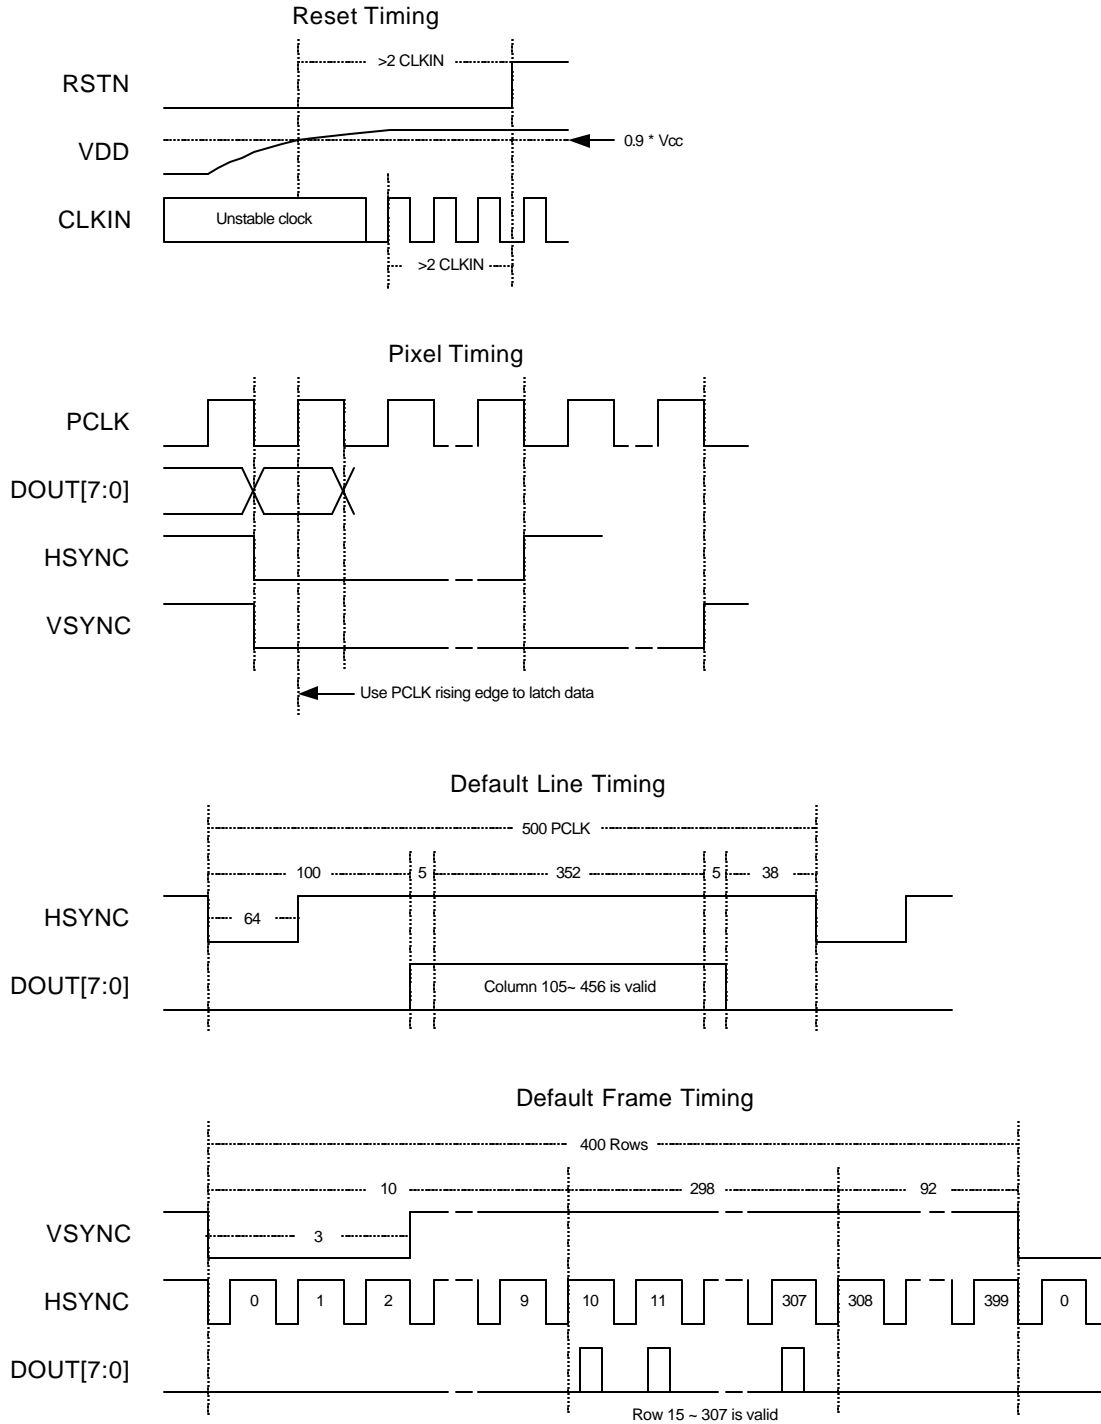 Reset Timing
>2 CLKIN
RSTN
VDD
0.9 * Vcc
CLKIN
Unstable clock
>2 CLKIN
Pixel Timing
PCLK
DOUT[7:0]
HSYNC
VSYNC
Use PCLK rising edge to latch data
Default Line Timing
500 PCLK
100 5 352 5 38
HSYNC
64
DOUT[7:0]
Column 105~ 456 is valid
Default Frame Timing
400 Rows
10 298 92
VSYNC
3
HSYNC
0 1 2 9 10 11 307 308 399 0
DOUT[7:0]
Row 15 ~ 307 is valid